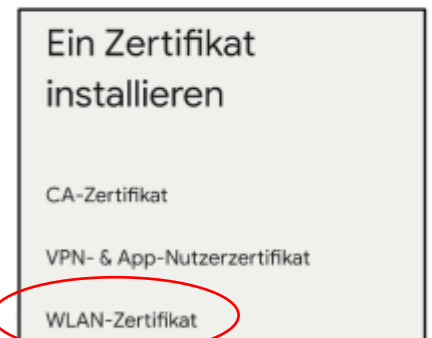 Ein Zertifikat
installieren
CA-Zertifikat
VPN- & App-Nutzerzertifikat
WLAN-Zertifikat